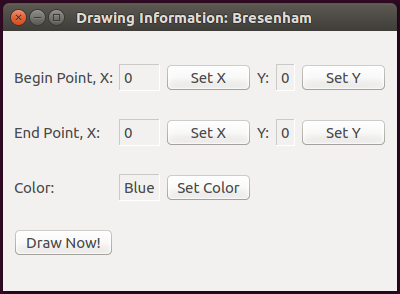 Drawing Information: Bresenham
Begin Point, X: 0 Set X Y: 0 Set Y
End Point, X: 0 Set X Y: 0 Set Y
Color: Blue Set Color
Draw Now!